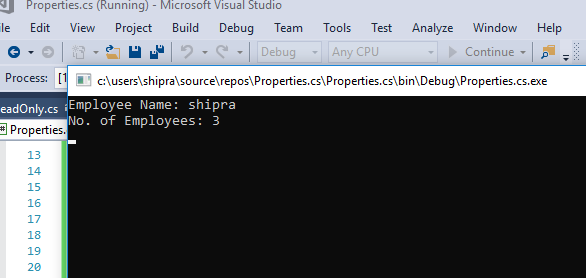 Properties.cs (Running) - Microsoft Visual Studio
ile Edit View Project Build Debug Team Tools Test Analyze Window H
Debug Any CPU Continue
Process: [1
c:\users\shipra\source\repos\Properties.cs\Properties.cs\bin\Debug\Properties.cs.exe
eadOnly.cs
Employee Name: shipra
No. of Employees: 3
Properties.
13
14
15
16
17
18
19
20